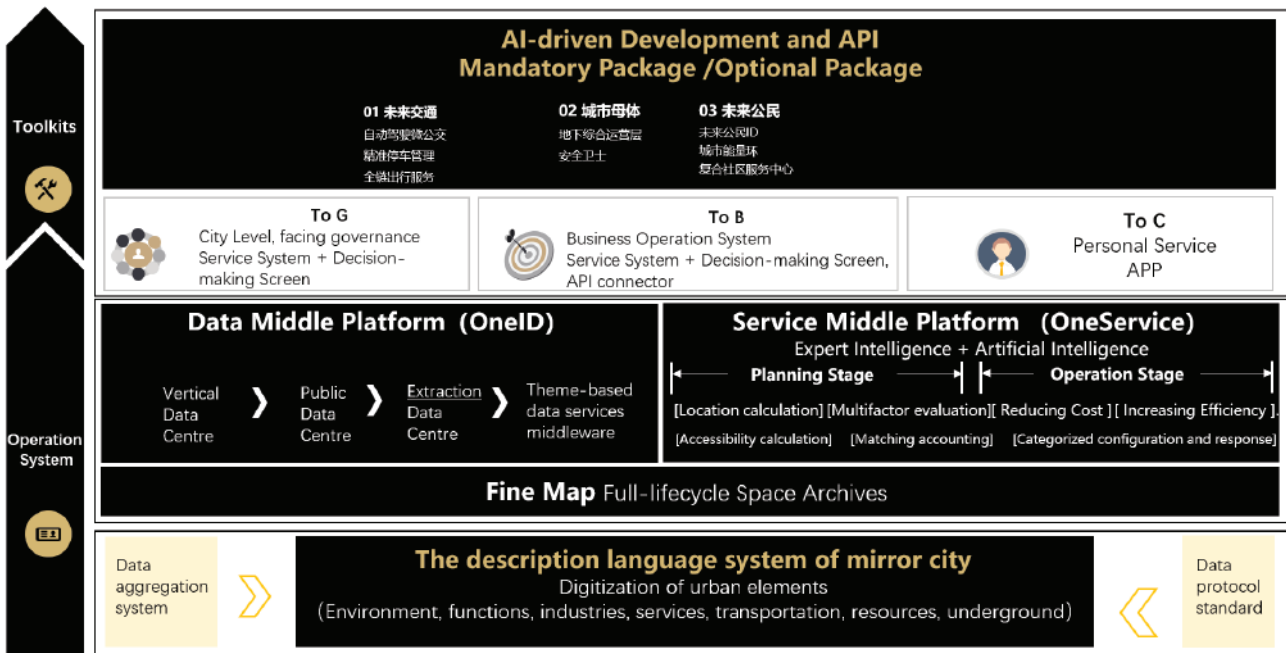 Toolkits
Operation
System
AI-driven Development and API
Mandatory Package /Optional Package
01 未来交通
自动驾驶微公交
精准停车管理
全链出行服务
02 城市母体
地下综合运营层
安全卫士
03 未来公民
未来公民ID
城市能量环
复合社区服务中心
To G
City Level, facing governance
Service System + Decision-
making Screen
To B
Business Operation System
Service System + Decision-making Screen,
API connector
To C
Personal Service
APP
Data Middle Platform (OneID)
Vertical
Data
Centre
Public
Data
Centre
Extraction
Data
Centre
Theme-based
data services
middleware
Service Middle Platform (OneService)
Expert Intelligence + Artificial Intelligence
Planning Stage
Operation Stage
[Location calculation] [Multifactor evaluation] [ Reducing Cost ] [ Increasing Efficiency ].
[Accessibility calculation] [Matching accounting] [Categorized configuration and response]
Fine Map Full-lifecycle Space Archives
Data
aggregation
system
The description language system of mirror city
Digitization of urban elements
(Environment, functions, industries, services, transportation, resources, underground)
Data
protocol
standard